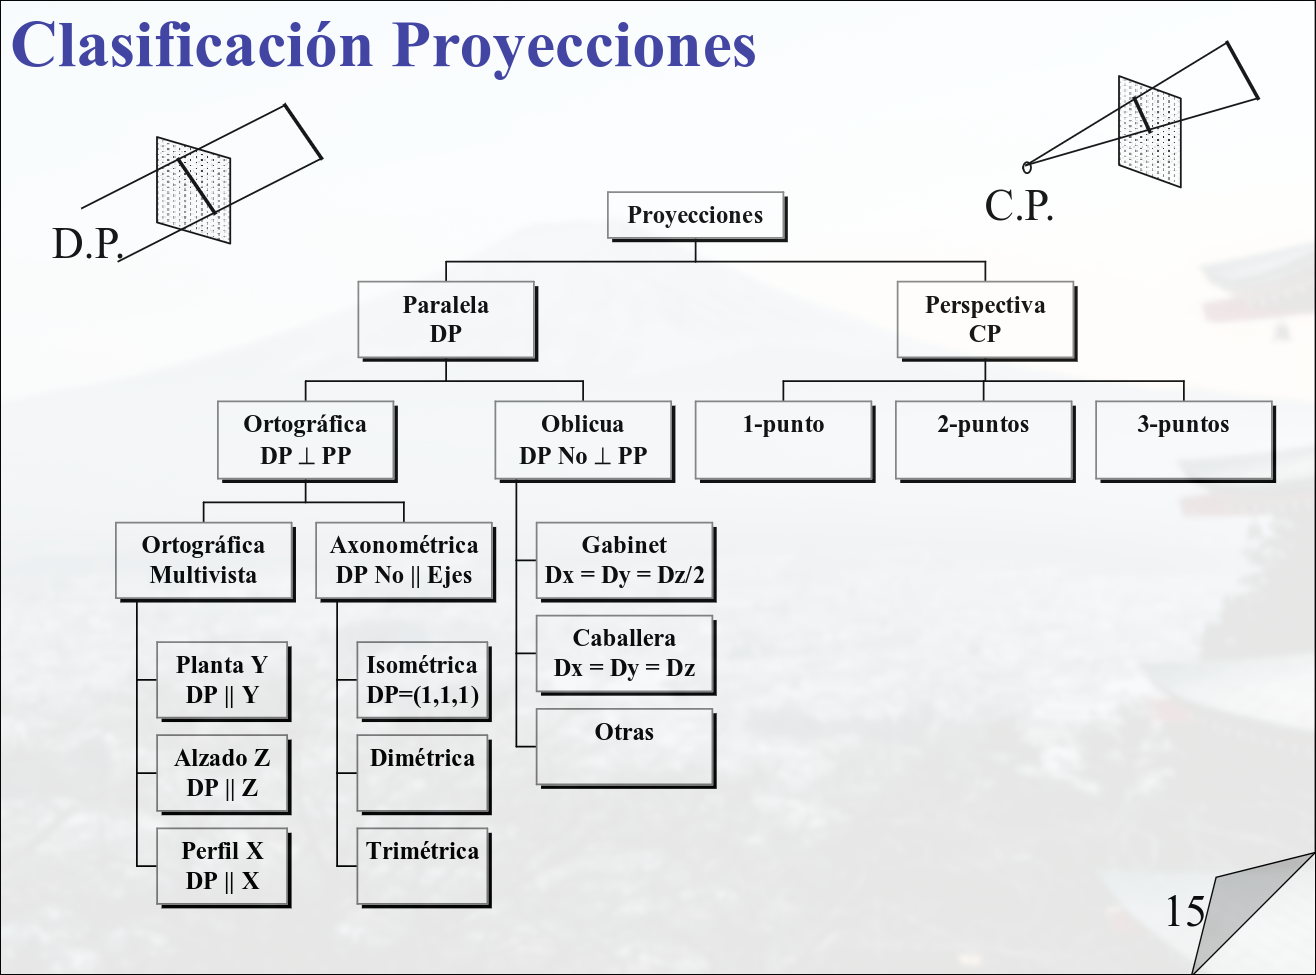 Clasificación Proyecciones
D.P.
C.P.
Proyecciones
Paralela
DP
Perspectiva
CP
Ortográfica
DP ⊥ PP
Oblicua
DP No ⊥ PP
1-punto
2-puntos
3-puntos
Ortográfica
Multivista
Axonométrica
DP No || Ejes
Gabinet
Dx = Dy = Dz/2
Caballera
Dx = Dy = Dz
Otras
Planta Y
DP || Y
Alzado Z
DP || Z
Perfil X
DP || X
Isométrica
DP=(1,1,1)
Dimétrica
Trimétrica
15